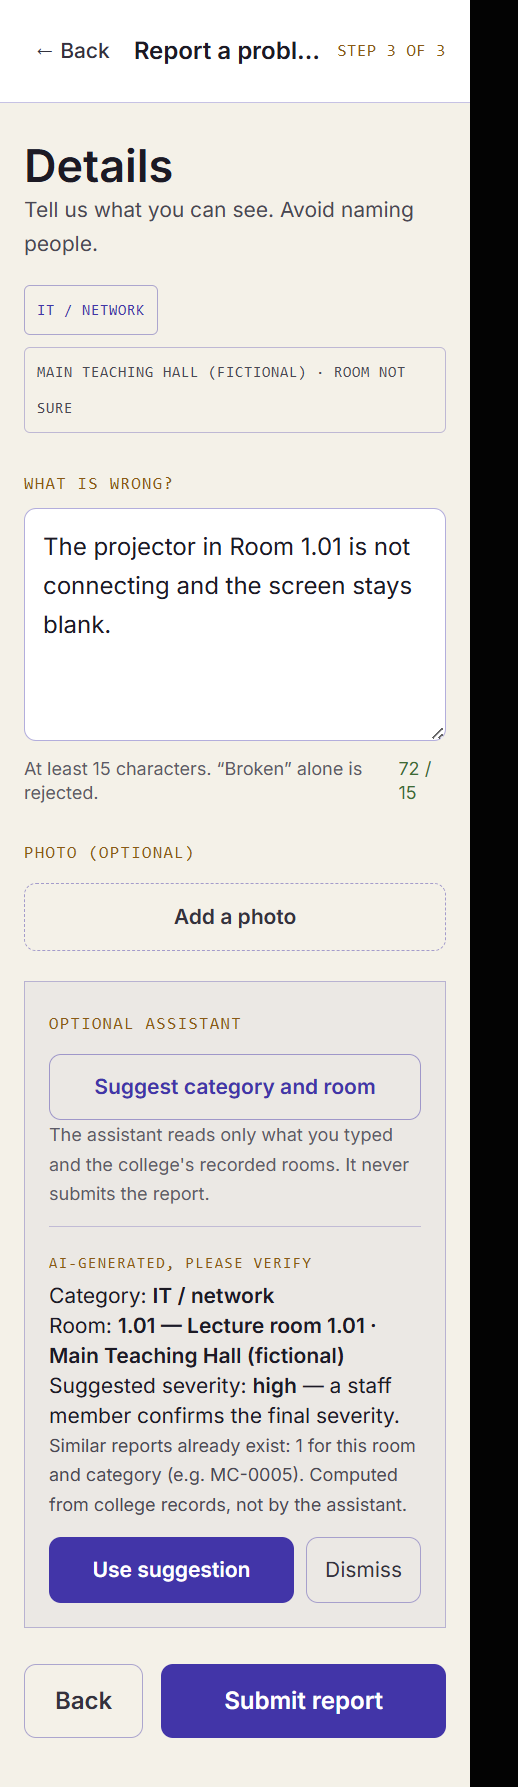 ← Back Report a probl... STEP 3 OF 3
Details
Tell us what you can see. Avoid naming
people.
IT / NETWORK
MAIN TEACHING HALL (FICTIONAL) · ROOM NOT
SURE
WHAT IS WRONG?
The projector in Room 1.01 is not
connecting and the screen stays
blank.
At least 15 characters. “Broken” alone is 72 /
rejected. 15
PHOTO (OPTIONAL)
Add a photo
OPTIONAL ASSISTANT
Suggest category and room
The assistant reads only what you typed
and the college's recorded rooms. It never
submits the report.
AI-GENERATED, PLEASE VERIFY
Category: IT / network
Room: 1.01 — Lecture room 1.01 ·
Main Teaching Hall (fictional)
Suggested severity: high — a staff
member confirms the final severity.
Similar reports already exist: 1 for this room
and category (e.g. MC-0005). Computed
from college records, not by the assistant.
Use suggestion Dismiss
Back Submit report